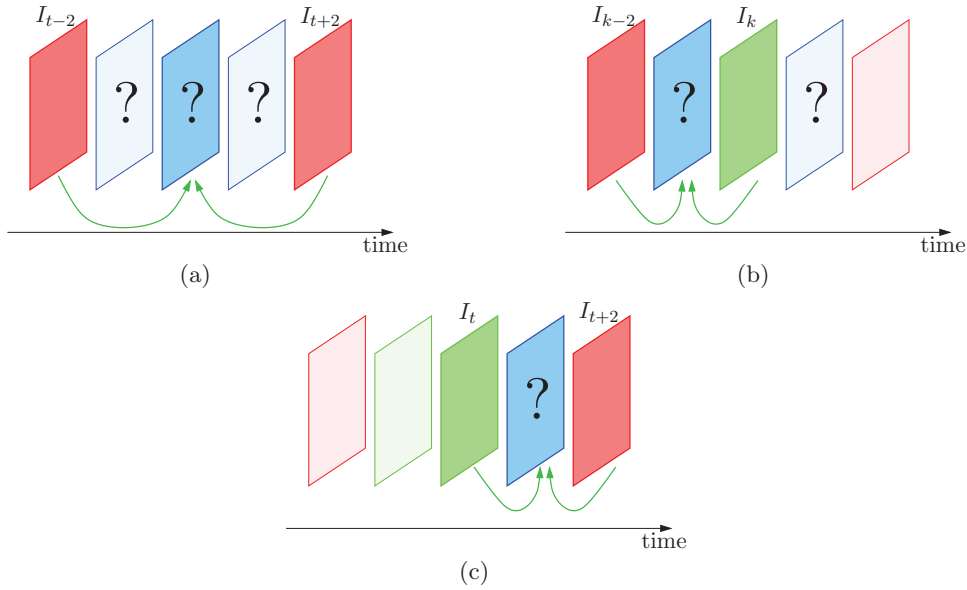 I_{t−2} I_{t+2}
? ? ?
time
(a)
I_{k−2} I_k
? ?
time
(b)
I_t I_{t+2}
?
time
(c)